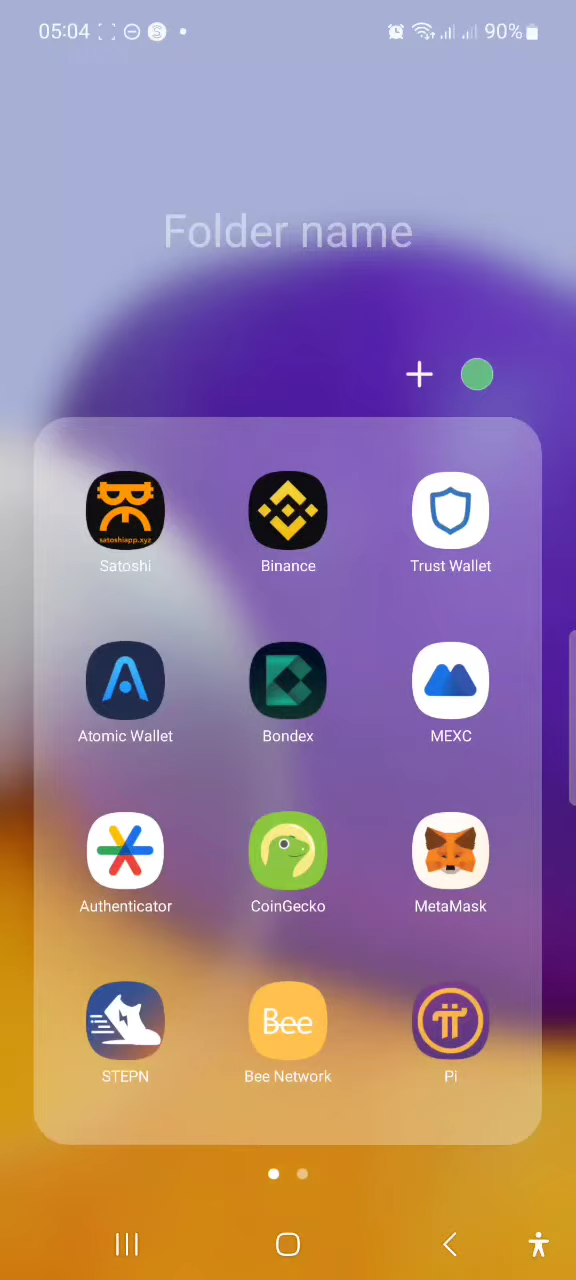 05:04 90%
Folder name
satoshiapp.xyz
Satoshi Binance Trust Wallet
Atomic Wallet Bondex MEXC
Authenticator CoinGecko MetaMask
Bee
STEPN Bee Network Pi